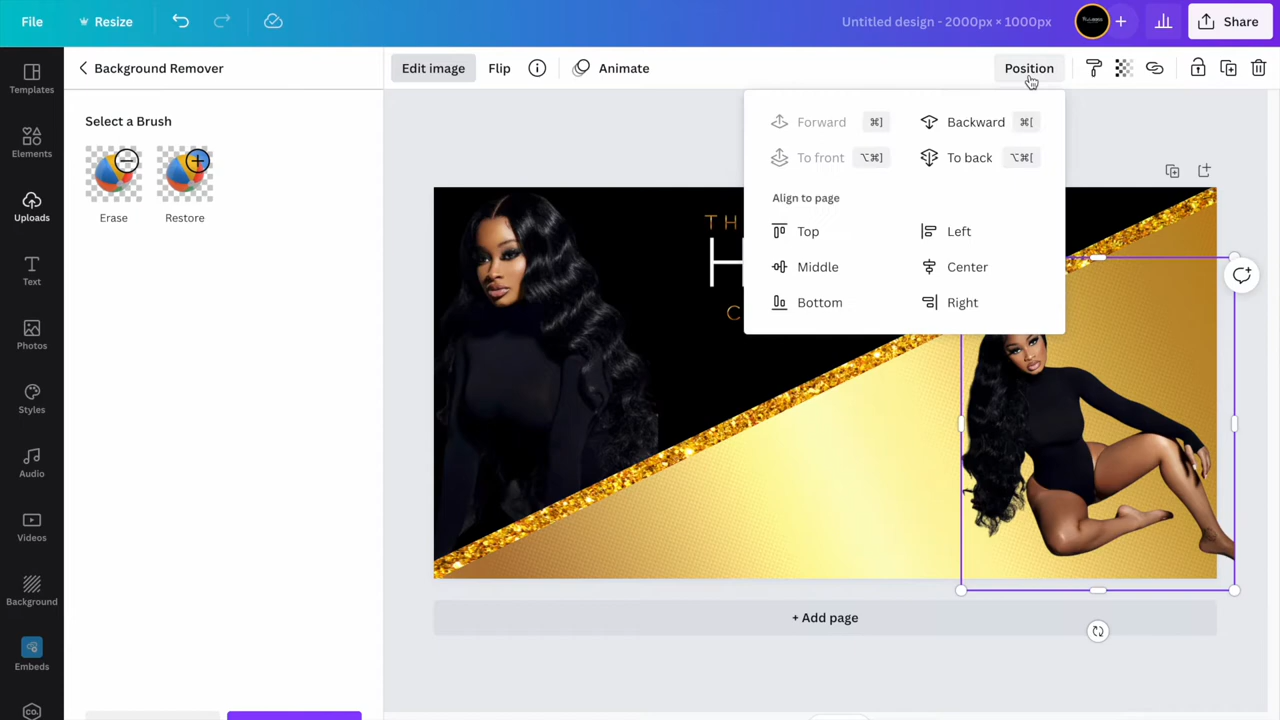 File
Resize
Untitled design - 2000px × 1000px
Share
Templates
Elements
Uploads
Text
Photos
Styles
Audio
Videos
Background
Embeds
Background Remover
Select a Brush
Erase
Restore
Edit image
Flip
Animate
Position
Forward ⌘]
Backward ⌘[
To front ⌥⌘]
To back ⌥⌘[
Align to page
Top
Left
Middle
Center
Bottom
Right
TH
H
C
+ Add page